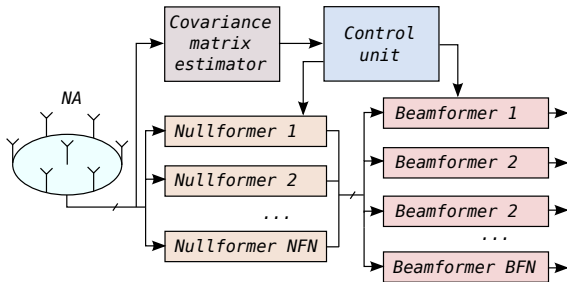 Covariance
matrix
estimator
Control
unit
NA
Nullformer 1
Nullformer 2
...
Nullformer NFN
Beamformer 1
Beamformer 2
Beamformer 2
...
Beamformer BFN